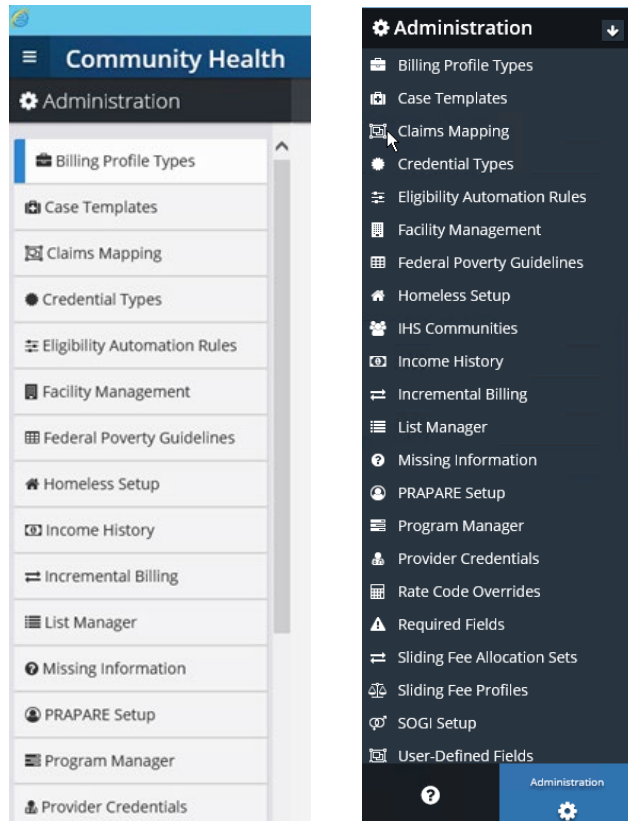 Community Health
Administration
Billing Profile Types
Case Templates
Claims Mapping
Credential Types
Eligibility Automation Rules
Facility Management
Federal Poverty Guidelines
Homeless Setup
Income History
Incremental Billing
List Manager
Missing Information
PRAPARE Setup
Program Manager
Provider Credentials
Administration
Billing Profile Types
Case Templates
Claims Mapping
Credential Types
Eligibility Automation Rules
Facility Management
Federal Poverty Guidelines
Homeless Setup
IHS Communities
Income History
Incremental Billing
List Manager
Missing Information
PRAPARE Setup
Program Manager
Provider Credentials
Rate Code Overrides
Required Fields
Sliding Fee Allocation Sets
Sliding Fee Profiles
SOGI Setup
User-Defined Fields
Administration